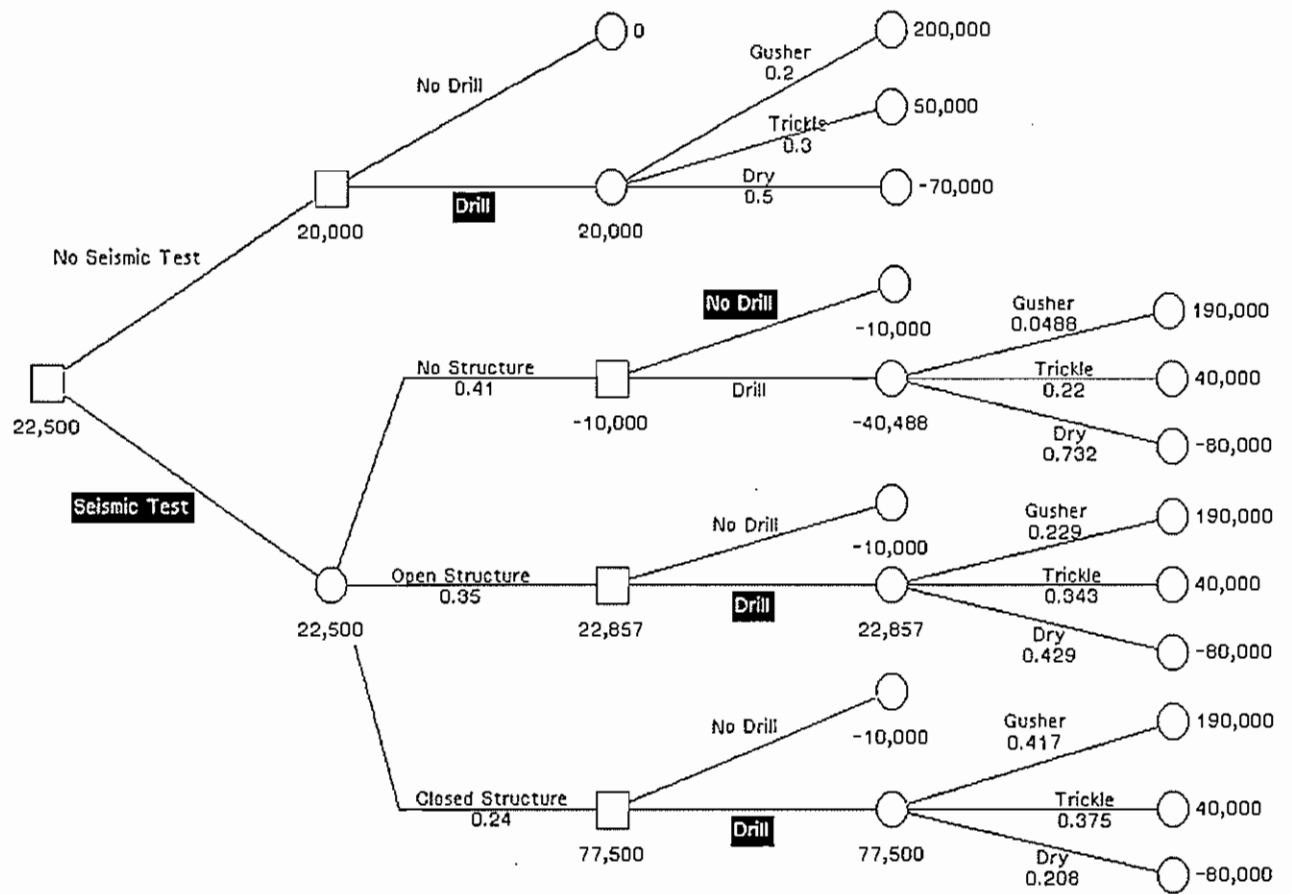 0
200,000
Gusher
0.2
No Drill
50,000
Trickle
0.3
Dry
0.5
-70,000
Drill
20,000
20,000
No Seismic Test
No Drill
-10,000
Gusher
0.0488
190,000
No Structure
0.41
Trickle
0.22
40,000
Drill
22,500
-10,000
-40,488
Dry
0.732
-80,000
Seismic Test
No Drill
-10,000
Gusher
0.229
190,000
Open Structure
0.35
Trickle
0.343
40,000
Drill
22,500
22,857
22,857
Dry
0.429
-80,000
No Drill
-10,000
Gusher
0.417
190,000
Closed Structure
0.24
Trickle
0.375
40,000
Drill
77,500
77,500
Dry
0.208
-80,000